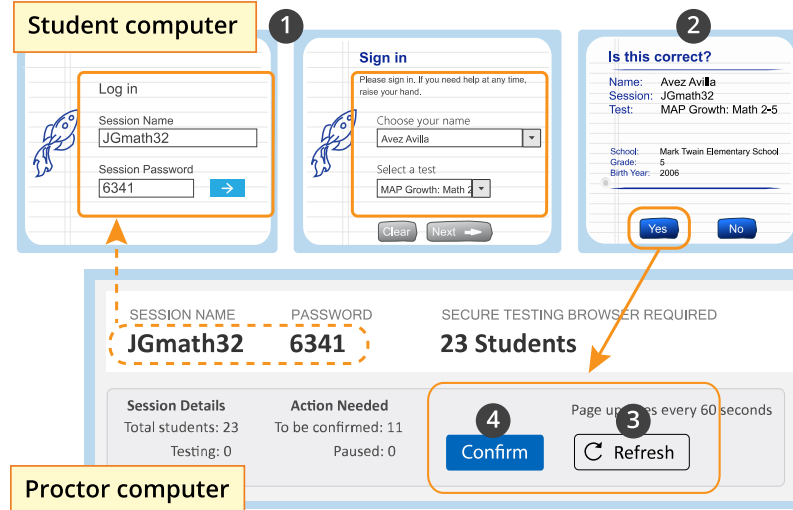 Student computer
1
2
Log in
Session Name
JGmath32
Session Password
6341
Sign in
Please sign in. If you need help at any time,
raise your hand.
Choose your name
Avez Avilla
Select a test
MAP Growth: Math 2
Clear
Next
Is this correct?
Name: Avez Avilla
Session: JGmath32
Test: MAP Growth: Math 2-5
School: Mark Twain Elementary School
Grade: 5
Birth Year: 2006
Yes
No
SESSION NAME PASSWORD SECURE TESTING BROWSER REQUIRED
JGmath32 6341 23 Students
Session Details
Total students: 23
Testing: 0
Action Needed
To be confirmed: 11
Paused: 0
Page updates every 60 seconds
4
3
Confirm
Refresh
Proctor computer